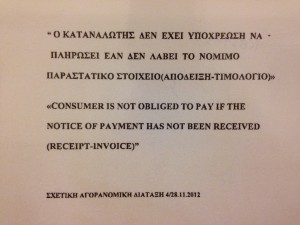 “ Ο ΚΑΤΑΝΑΛΩΤΗΣ ΔΕΝ ΕΧΕΙ ΥΠΟΧΡΕΩΣΗ ΝΑ -
ΠΛΗΡΩΣΕΙ ΕΑΝ ΔΕΝ ΛΑΒΕΙ ΤΟ ΝΟΜΙΜΟ
ΠΑΡΑΣΤΑΤΙΚΟ ΣΤΟΙΧΕΙΟ(ΑΠΟΔΕΙΞΗ-ΤΙΜΟΛΟΓΙΟ)»
«CONSUMER IS NOT OBLIGED TO PAY IF THE
NOTICE OF PAYMENT HAS NOT BEEN RECEIVED
(RECEIPT-INVOICE)”
ΣΧΕΤΙΚΗ ΑΓΟΡΑΝΟΜΙΚΗ ΔΙΑΤΑΞΗ 4/28.11.2012